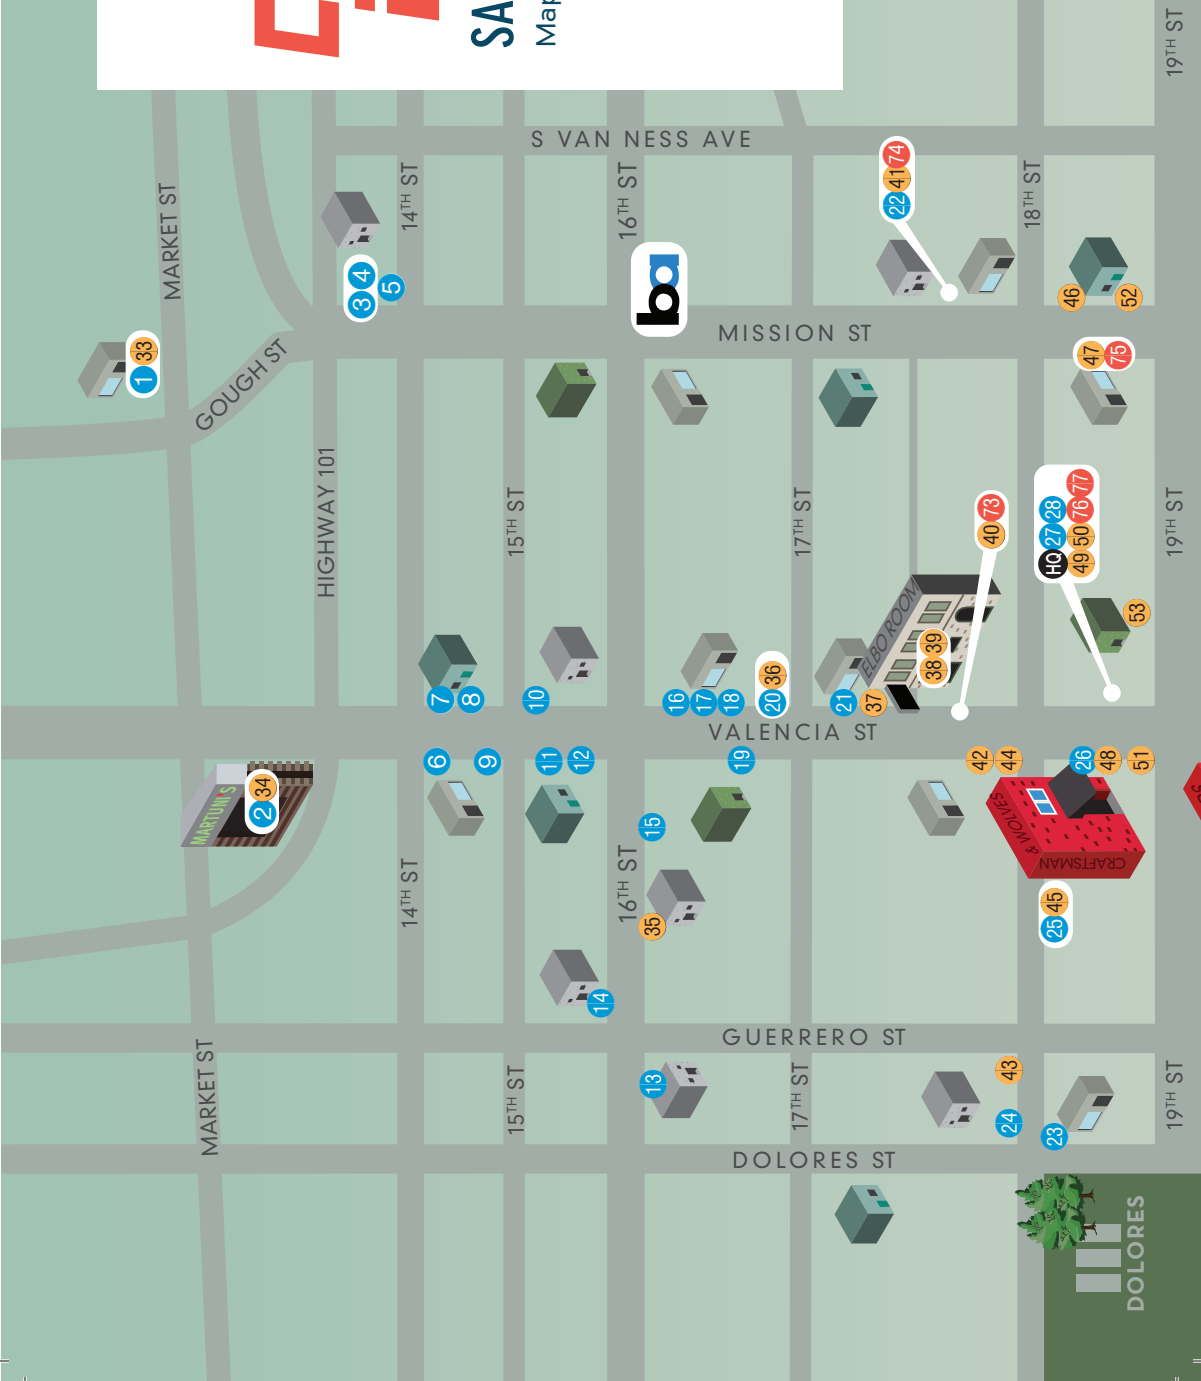 SA
Map
19TH ST
S VAN NESS AVE
MARKET ST
14TH ST
16TH ST
18TH ST
22 41 74
3 4
5
ba
46
52
MISSION ST
1 33
GOUGH ST
47
75
HIGHWAY 101
15TH ST
17TH ST
19TH ST
40 73
HQ 27 28
49 50 76 77
53
ELBO ROOM
38 39
7
8
10
16
17
18
20 36
21
37
VALENCIA ST
6
9
11
12
19
42
44
26
48
51
MARTUNI'S
2 34
15
CRAFTSMAN
& WOLVES
14TH ST
16TH ST
35
25 45
14
GUERRERO ST
MARKET ST
15TH ST
13
17TH ST
43
24
23
19TH ST
DOLORES ST
DOLORES